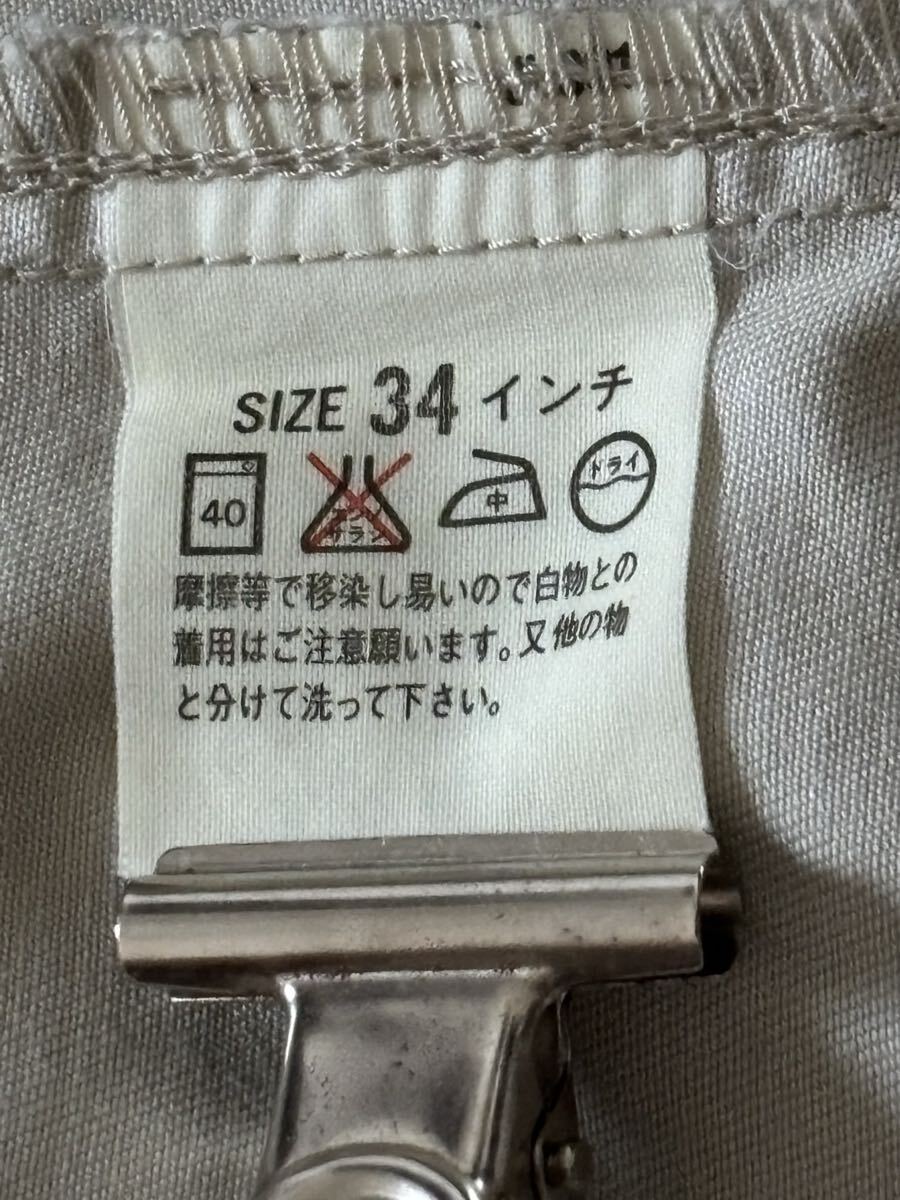 SIZE 34 インチ
40
エンソ
サラシ
中
ドライ
摩擦等で移染し易いので白物との
着用はご注意願います。又他の物
と分けて洗って下さい。